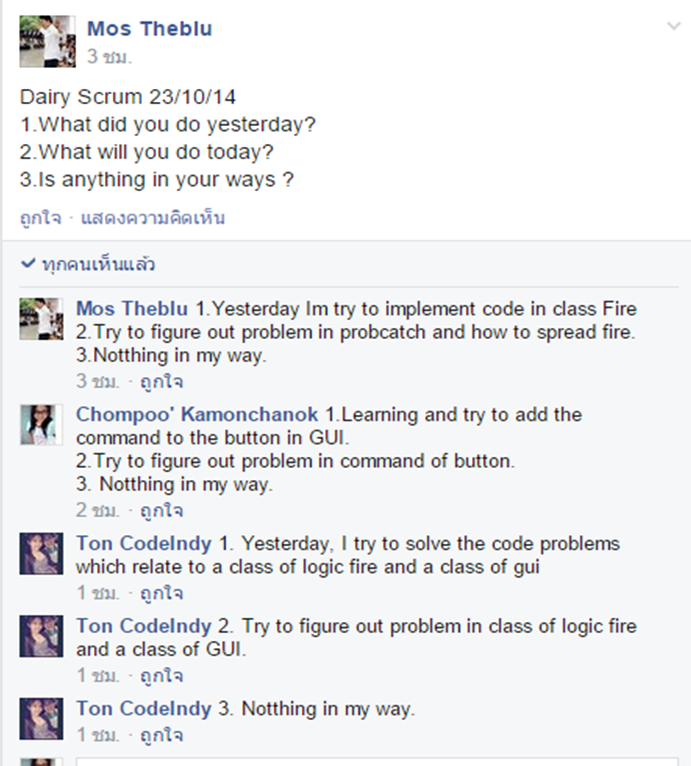 Mos Theblu
3 ชม.
Dairy Scrum 23/10/14
1.What did you do yesterday?
2.What will you do today?
3.Is anything in your ways ?
ถูกใจ · แสดงความคิดเห็น
ทุกคนเห็นแล้ว
Mos Theblu 1.Yesterday Im try to implement code in class Fire
2.Try to figure out problem in probcatch and how to spread fire.
3.Notthing in my way.
3 ชม. · ถูกใจ
Chompoo' Kamonchanok 1.Learning and try to add the
command to the button in GUI.
2.Try to figure out problem in command of button.
3. Notthing in my way.
2 ชม. · ถูกใจ
Ton CodeIndy 1. Yesterday, I try to solve the code problems
which relate to a class of logic fire and a class of gui
1 ชม. · ถูกใจ
Ton CodeIndy 2. Try to figure out problem in class of logic fire
and a class of GUI.
1 ชม. · ถูกใจ
Ton CodeIndy 3. Notthing in my way.
1 ชม. · ถูกใจ